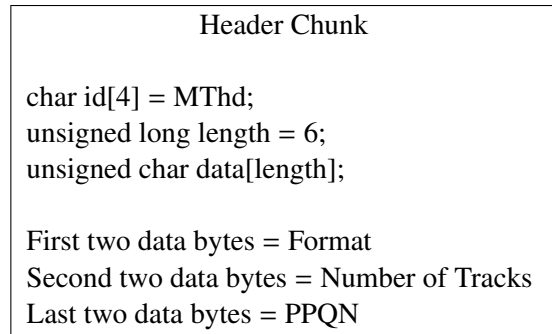 Header Chunk
char id[4] = MThd;
unsigned long length = 6;
unsigned char data[length];
First two data bytes = Format
Second two data bytes = Number of Tracks
Last two data bytes = PPQN